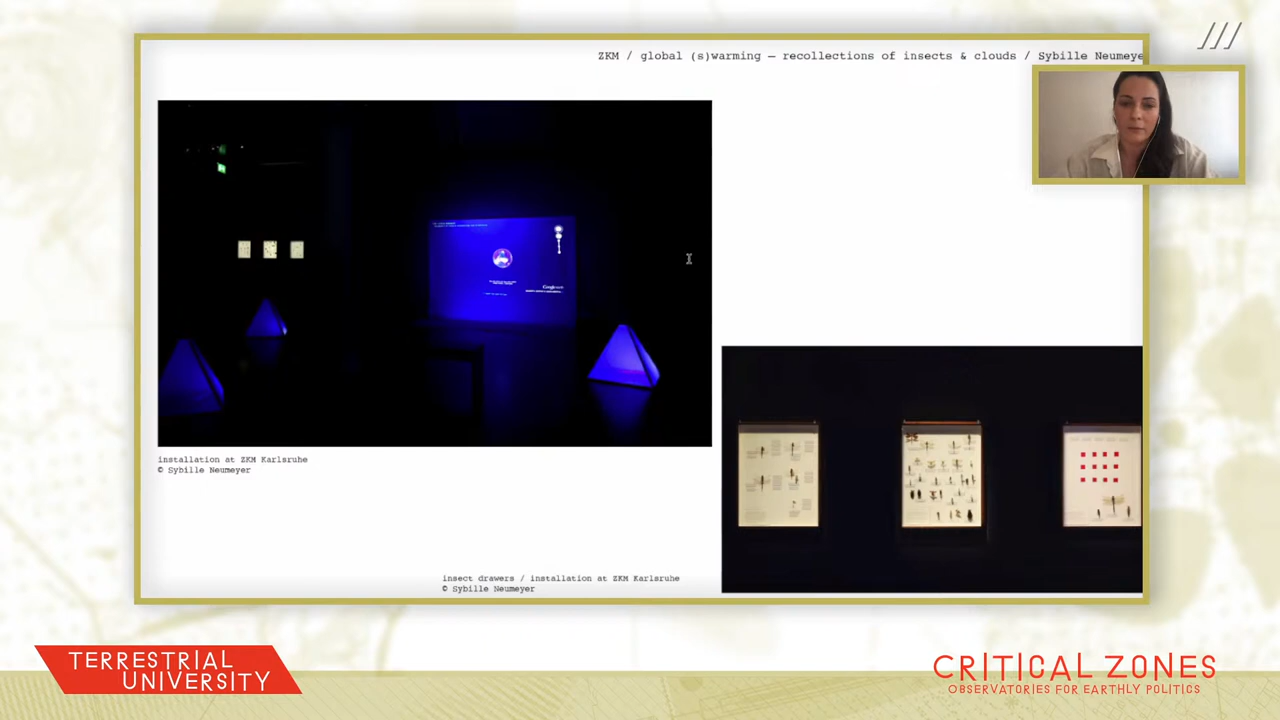 ZKM / global (s)warming — recollections of insects & clouds / Sybille Neumeye
installation at ZKM Karlsruhe
© Sybille Neumeyer
insect drawers / installation at ZKM Karlsruhe
© Sybille Neumeyer
TERRESTRIAL
UNIVERSITY
CRITICAL ZONES
OBSERVATORIES FOR EARTHLY POLITICS